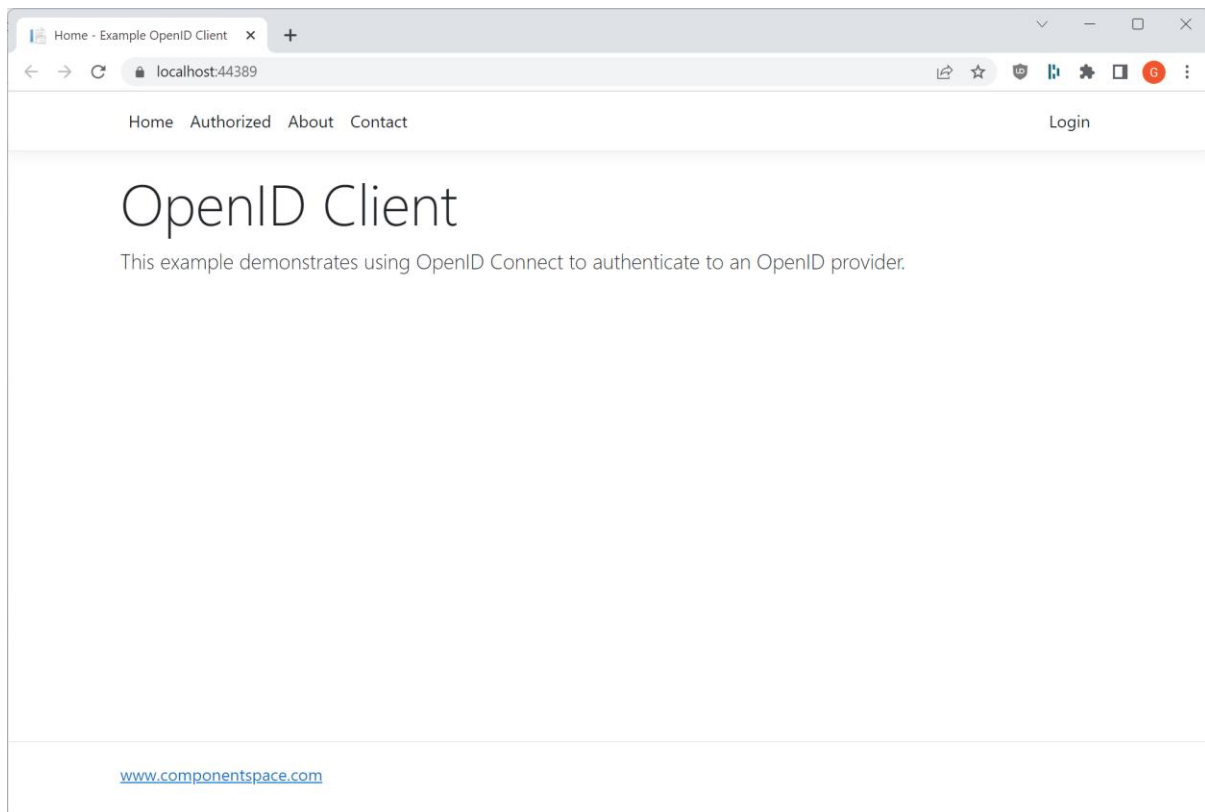 Home - Example OpenID Client
localhost:44389
G
Home Authorized About Contact Login
OpenID Client
This example demonstrates using OpenID Connect to authenticate to an OpenID provider.
www.componentspace.com